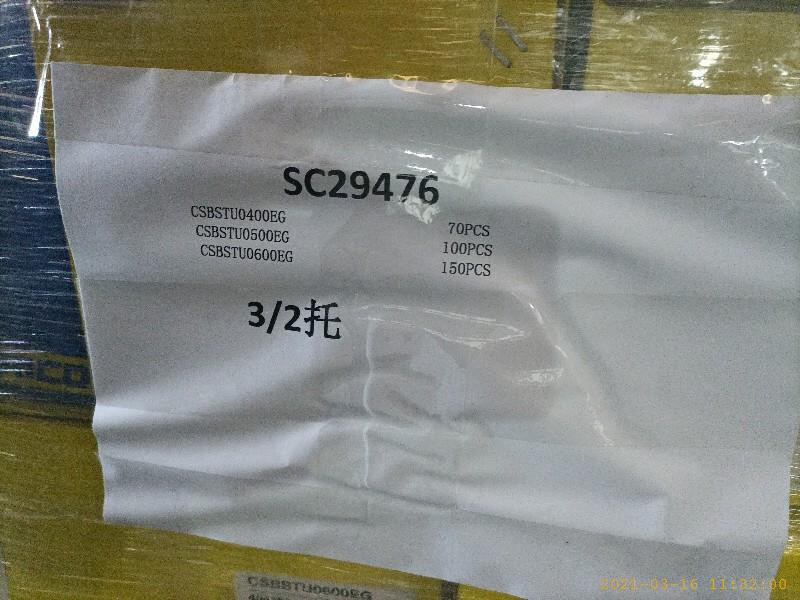 SC29476
CSBSTU0400EG 70PCS
CSBSTU0500EG 100PCS
CSBSTU0600EG 150PCS
3/2托
CSBSTU0600EG
2021-03-16 11:32:00